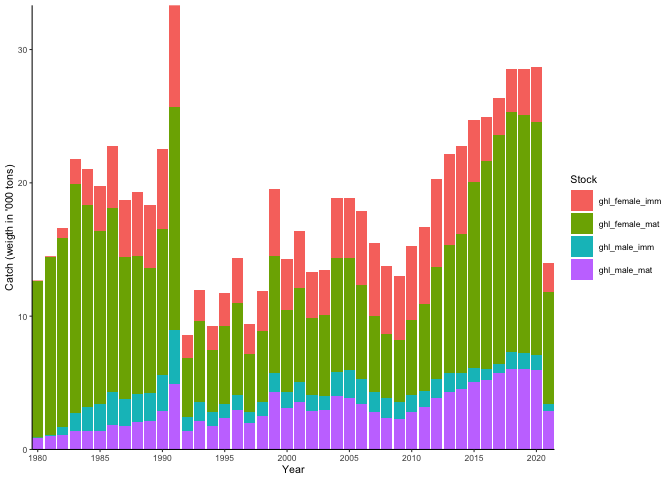 Catch (weigh in '000 tons)
30
20
10
0
1980 1985 1990 1995 2000 2005 2010 2015 2020
Year
Stock
ghl_female_imm
ghl_female_mat
ghl_male_imm
ghl_male_mat